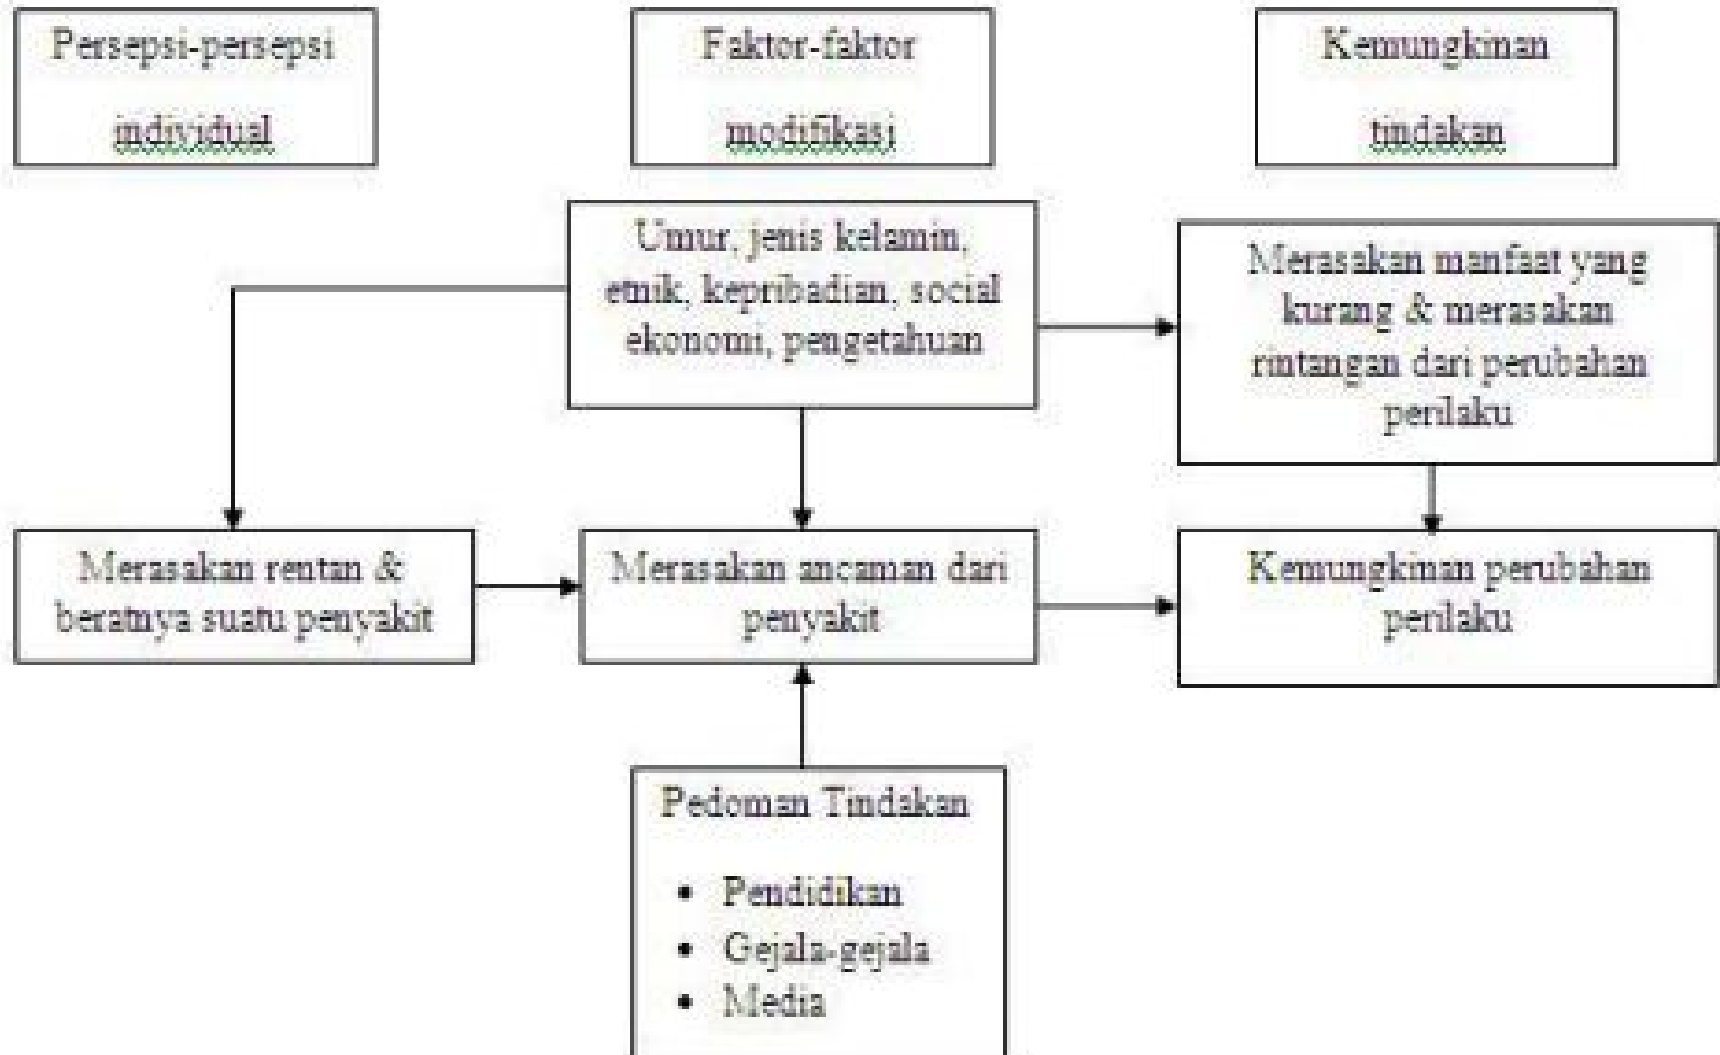 Persepsi-persepsi
individual
Faktor-faktor
modifikasi
Kemungkinan
tindakan
Umur, jenis kelamin,
etnik, kepribadian, social
ekonomi, pengetahuan
Merasakan manfaat yang
kurang & merasakan
rintangan dari perubahan
perilaku
Merasakan rentan &
beratnya suatu penyakit
Merasakan ancaman dari
penyakit
Kemungkinan perubahan
perilaku
Pedoman Tindakan
• Pendidikan
• Gejala-gejala
• Media